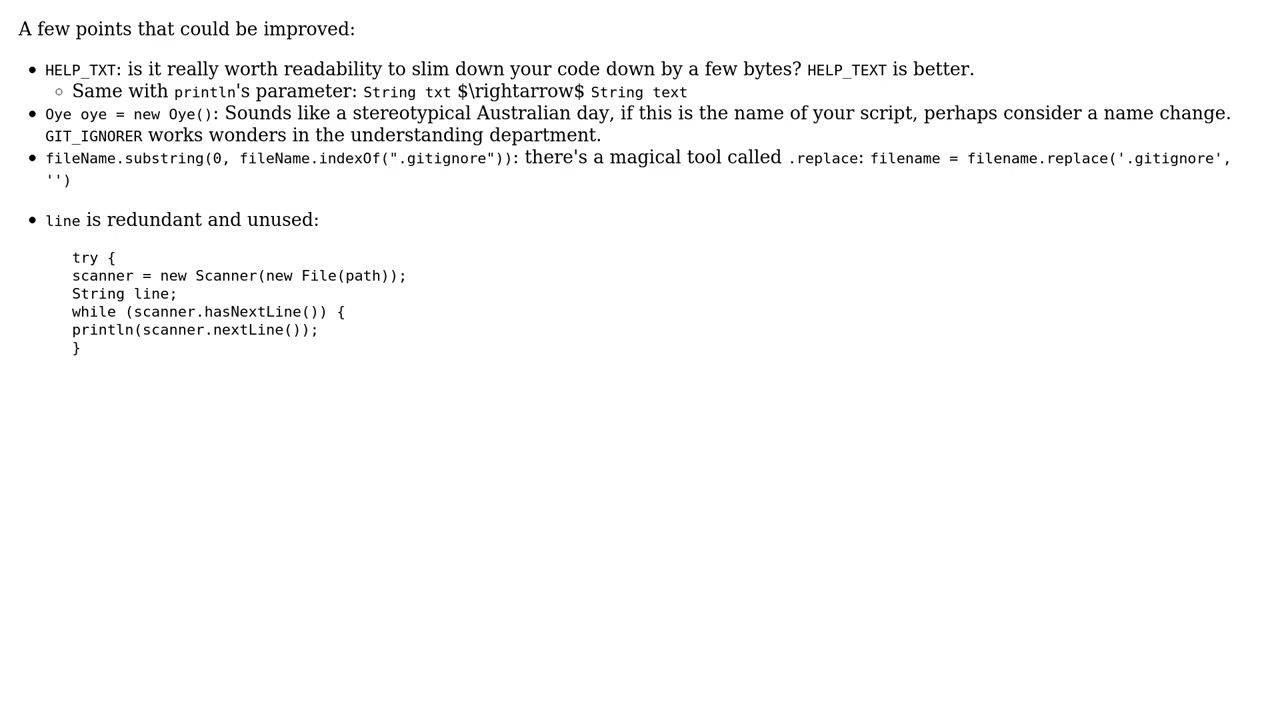 A few points that could be improved:
• HELP_TXT: is it really worth readability to slim down your code down by a few bytes? HELP_TEXT is better.
◦ Same with println's parameter: String txt $\rightarrow$ String text
• Oye oye = new Oye(): Sounds like a stereotypical Australian day, if this is the name of your script, perhaps consider a name change.
GIT_IGNORER works wonders in the understanding department.
• fileName.substring(0, fileName.indexOf(".gitignore")): there's a magical tool called .replace: filename = filename.replace('.gitignore',
'')
• line is redundant and unused:
try {
scanner = new Scanner(new File(path));
String line;
while (scanner.hasNextLine()) {
println(scanner.nextLine());
}